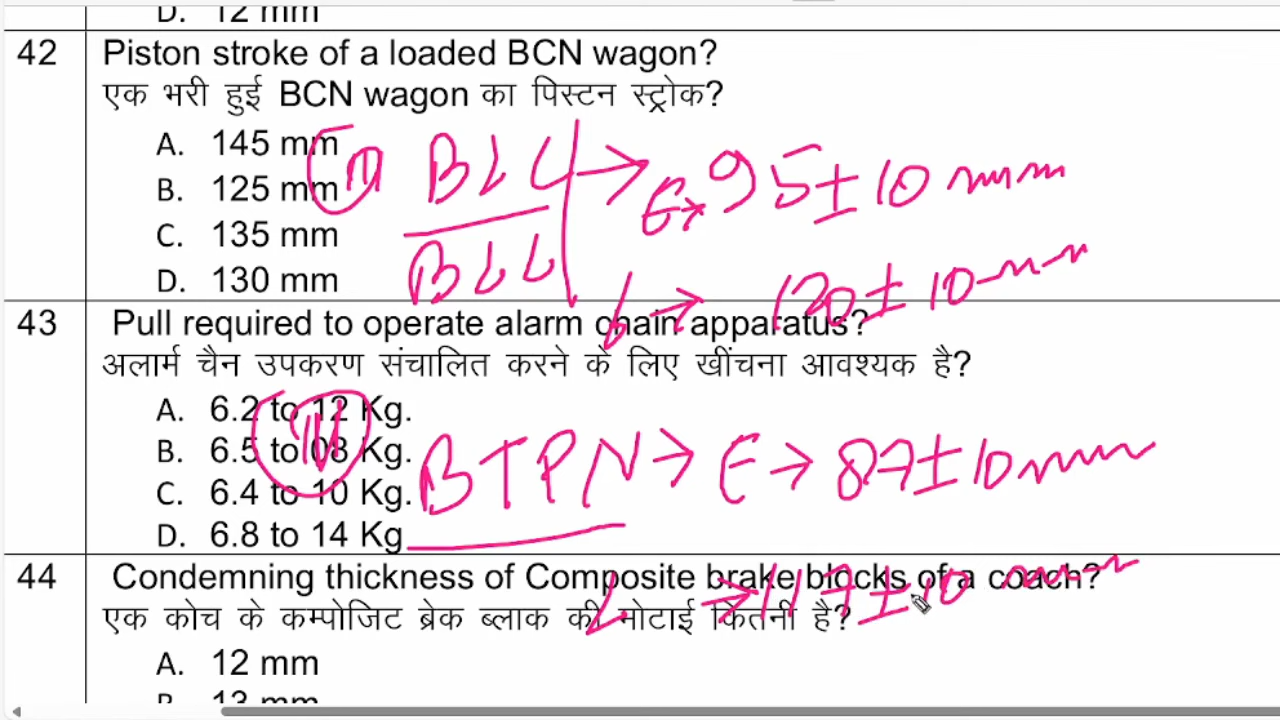 D. 12 mm
42 Piston stroke of a loaded BCN wagon?
एक भरी हुई BCN wagon का पिस्टन स्ट्रोक?
A. 145 mm
B. 125 mm
C. 135 mm
D. 130 mm
III BLC → E → 95 ± 10 mm
BLL
L → 120 ± 10 mm
43 Pull required to operate alarm chain apparatus?
अलार्म चैन उपकरण संचालित करने के लिए खींचना आवश्यक है?
A. 6.2 to 12 Kg.
B. 6.5 to 08 Kg.
C. 6.4 to 10 Kg.
D. 6.8 to 14 Kg
IV BTPN → E → 87 ± 10 mm
L → 117 ± 10 mm
44 Condemning thickness of Composite brake blocks of a coach?
एक कोच के कम्पोजिट ब्रेक ब्लाक की मोटाई कितनी है?
A. 12 mm
B. 13 mm